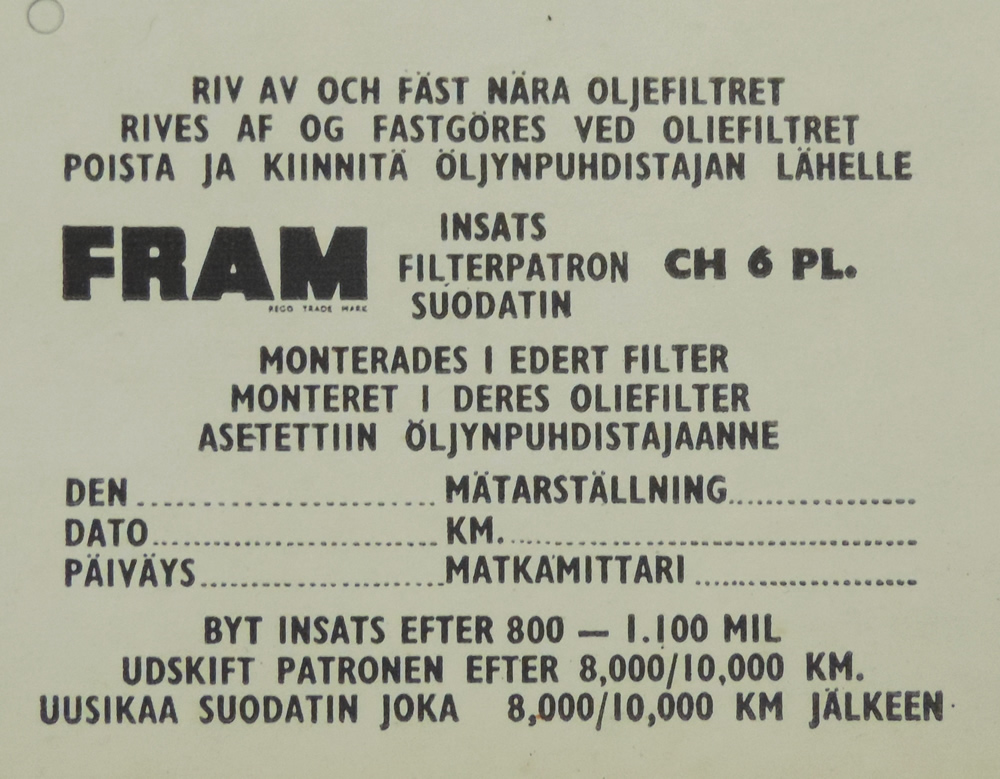 RIV AV OCH FÄST NÄRA OLJEFILTRET
RIVES AF OG FASTGÖRES VED OLIEFILTRET
POISTA JA KIINNITÄ ÖLJYNPUHDISTAJAN LÄHELLE
FRAM
REGD TRADE MARK
INSATS
FILTERPATRON
SUODATIN
CH 6 PL.
MONTERADES I EDERT FILTER
MONTERET I DERES OLIEFILTER
ASETETTIIN ÖLJYNPUHDISTAJAANNE
DEN.......................... MÄTARSTÄLLNING..................
DATO.......................... KM...................................
PÄIVÄYS......................MATKAMITTARI .....................
BYT INSATS EFTER 800 — 1.100 MIL
UDSKIFT PATRONEN EFTER 8,000/10,000 KM.
UUSIKAA SUODATIN JOKA 8,000/10,000 KM JÄLKEEN